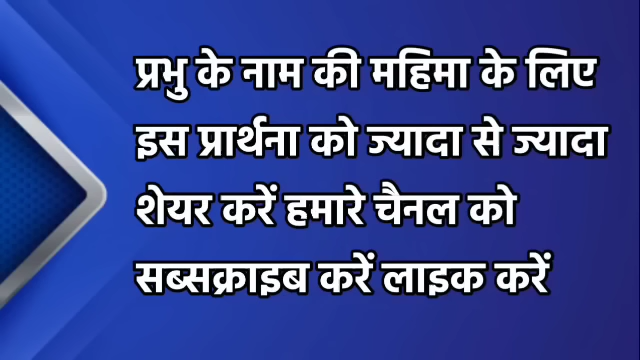 प्रभु के नाम की महिमा के लिए
इस प्रार्थना को ज्यादा से ज्यादा
शेयर करें हमारे चैनल को
सब्सक्राइब करें लाइक करें